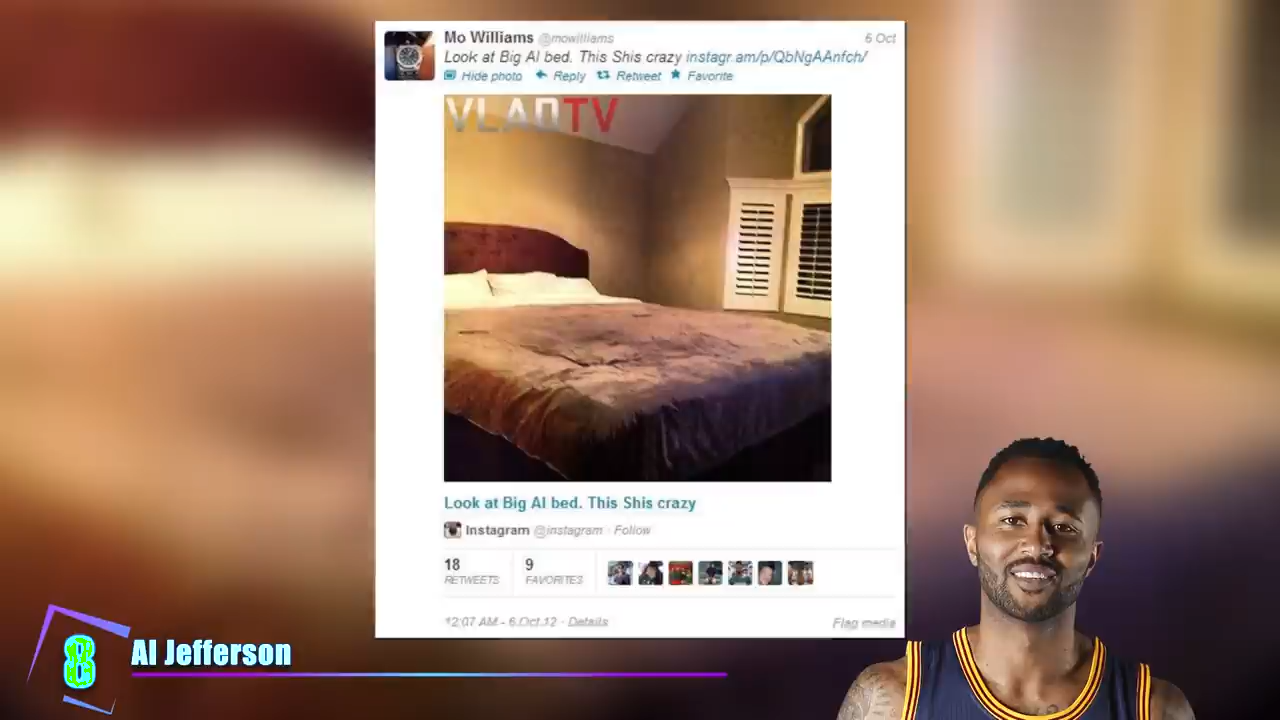 Mo Williams @mowilliams 6 Oct
Look at Big Al bed. This Shis crazy instagr.am/p/QbNgAAnfch/
Hide photo Reply Retweet Favorite
VLADTV
Look at Big Al bed. This Shis crazy
Instagram @instagram · Follow
18 9
RETWEETS FAVORITES
12:07 AM - 6 Oct 12 · Details Flag media
8 Al Jefferson